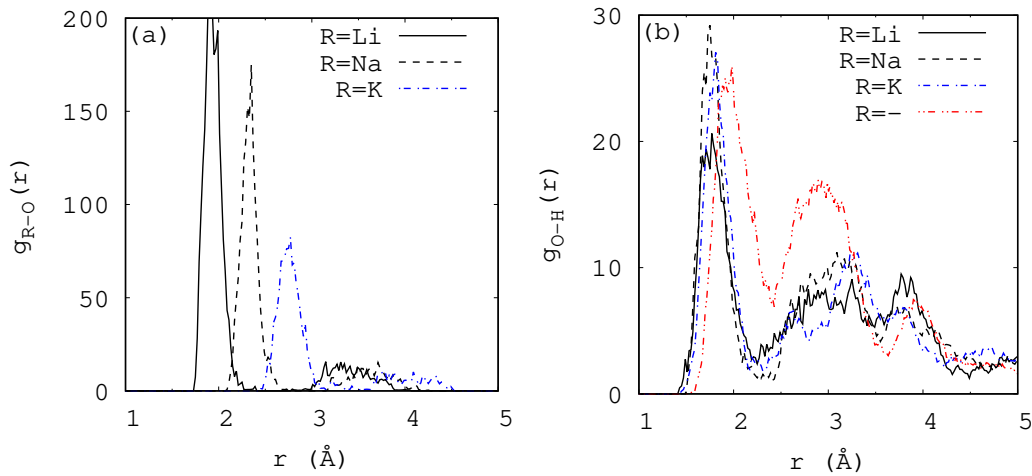 (a)
R=Li
R=Na
R=K
200
150
100
50
0
1 2 3 4 5
r (Å)
g_R−O(r)
(b)
R=Li
R=Na
R=K
R=−
30
20
10
0
1 2 3 4 5
r (Å)
g_O−H(r)